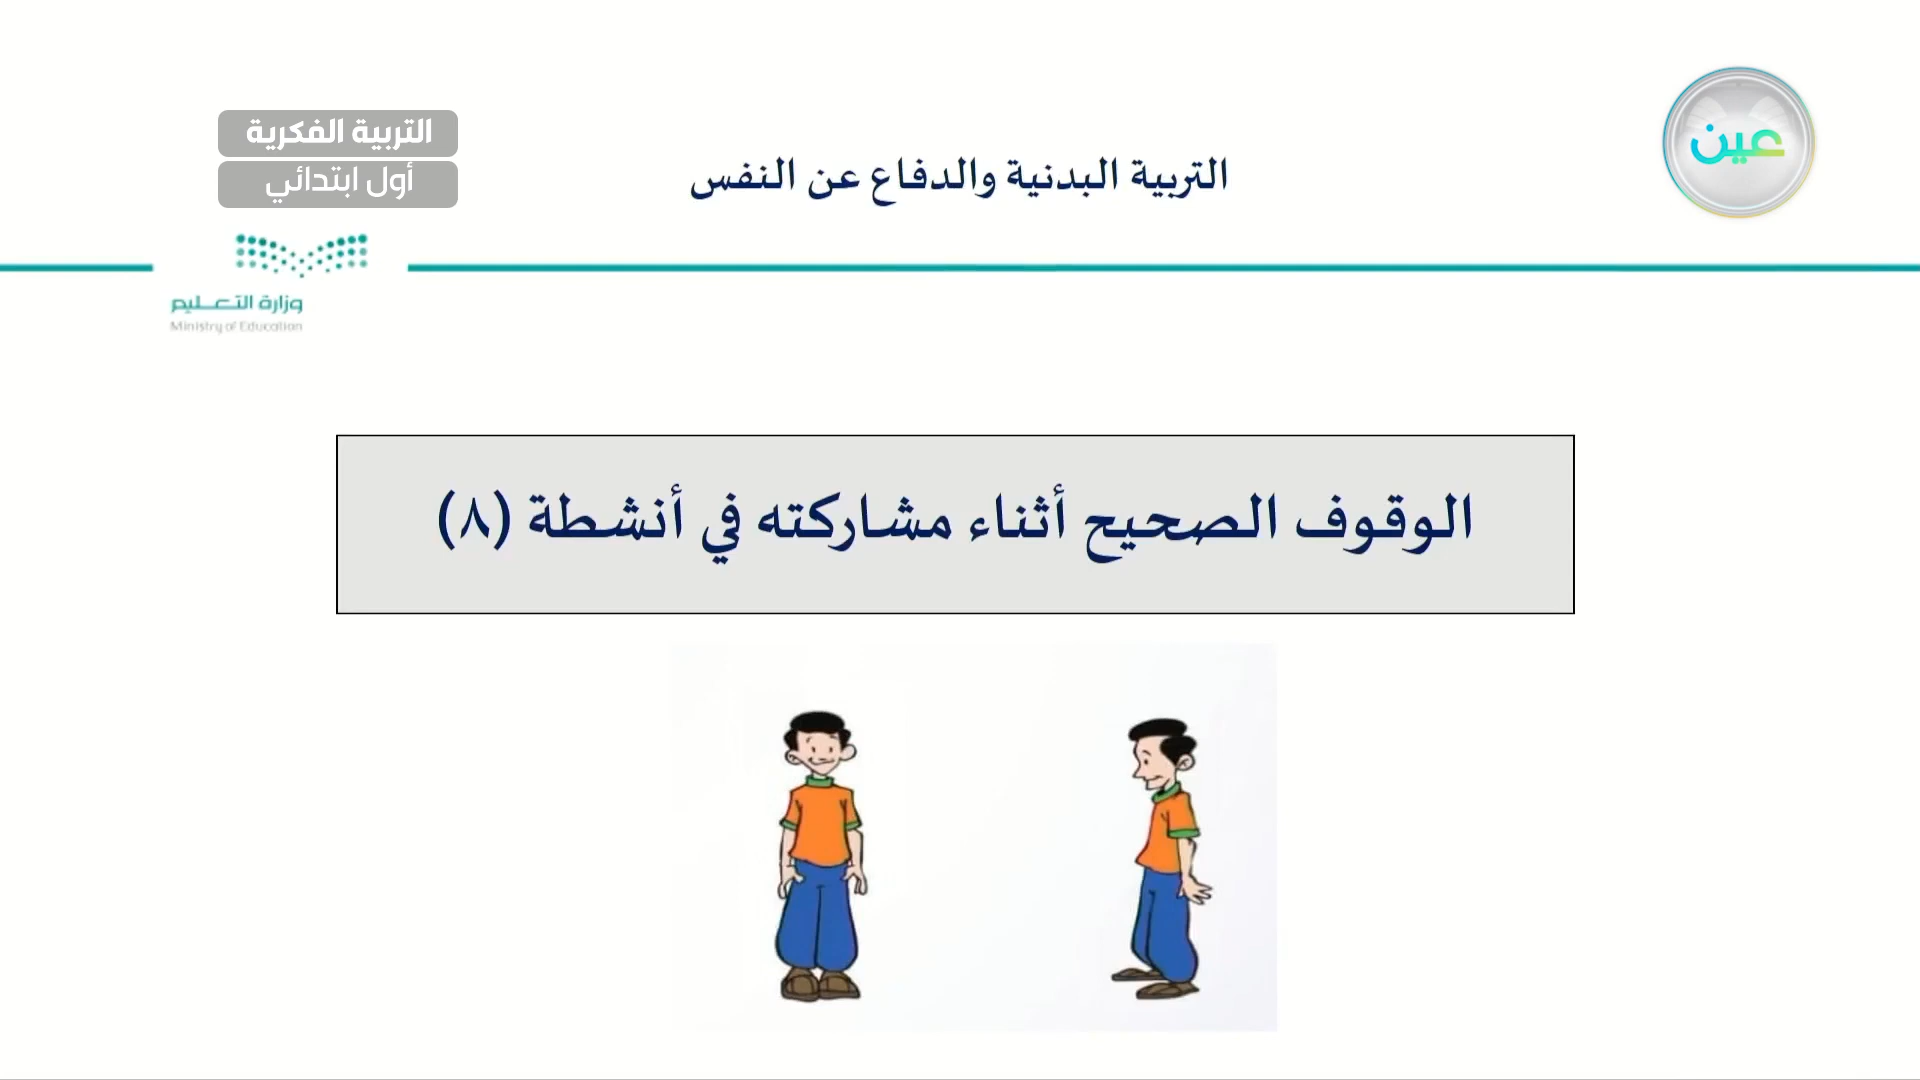 عين
التربية الفكرية
أول ابتدائي
التربية البدنية والدفاع عن النفس
وزارة التعليم
Ministry of Education
الوقوف الصحيح أثناء مشاركته في أنشطة (٨)